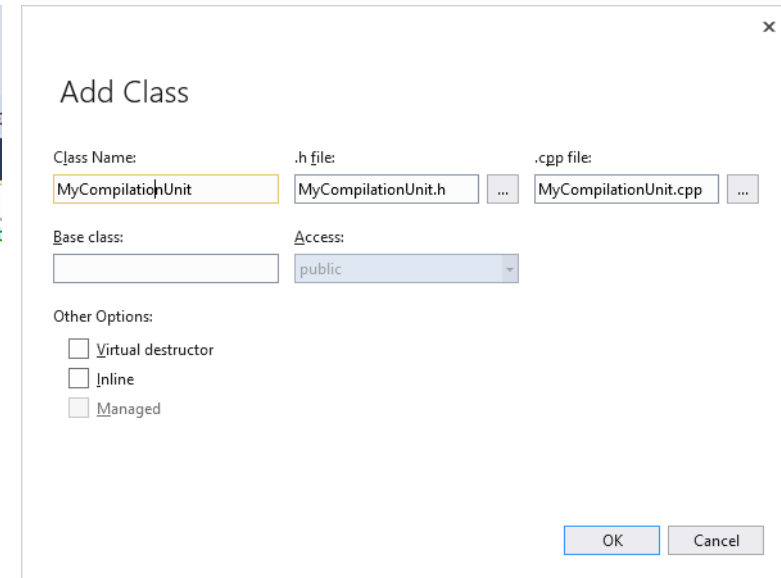 Add Class
Class Name: .h file: .cpp file:
MyCompilationUnit MyCompilationUnit.h ... MyCompilationUnit.cpp ...
Base class: Access:
public
Other Options:
Virtual destructor
Inline
Managed
OK Cancel